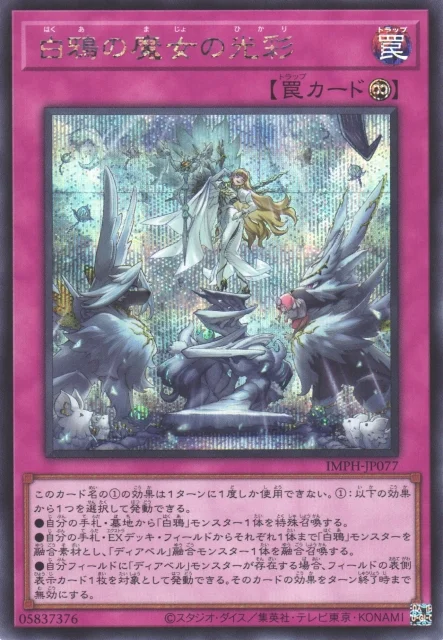 白鴉の魔女の光彩
罠
【罠カード】
IMPH-JP077
このカード名の①の効果は1ターンに1度しか使用できない。①：以下の効果
から1つを選択して発動できる。
●自分の手札・墓地から「白鴉」モンスター1体を特殊召喚する。
●自分の手札・EXデッキ・フィールドからそれぞれ1体まで「白鴉」モンスターを
融合素材とし、「ディアベル」融合モンスター1体を融合召喚する。
●自分フィールドに「ディアベル」モンスターが存在する場合、フィールドの表側
表示カード1枚を対象として発動できる。そのカードの効果をターン終了時まで
無効にする。
05837376
©スタジオ・ダイス／集英社・テレビ東京・KONAMI